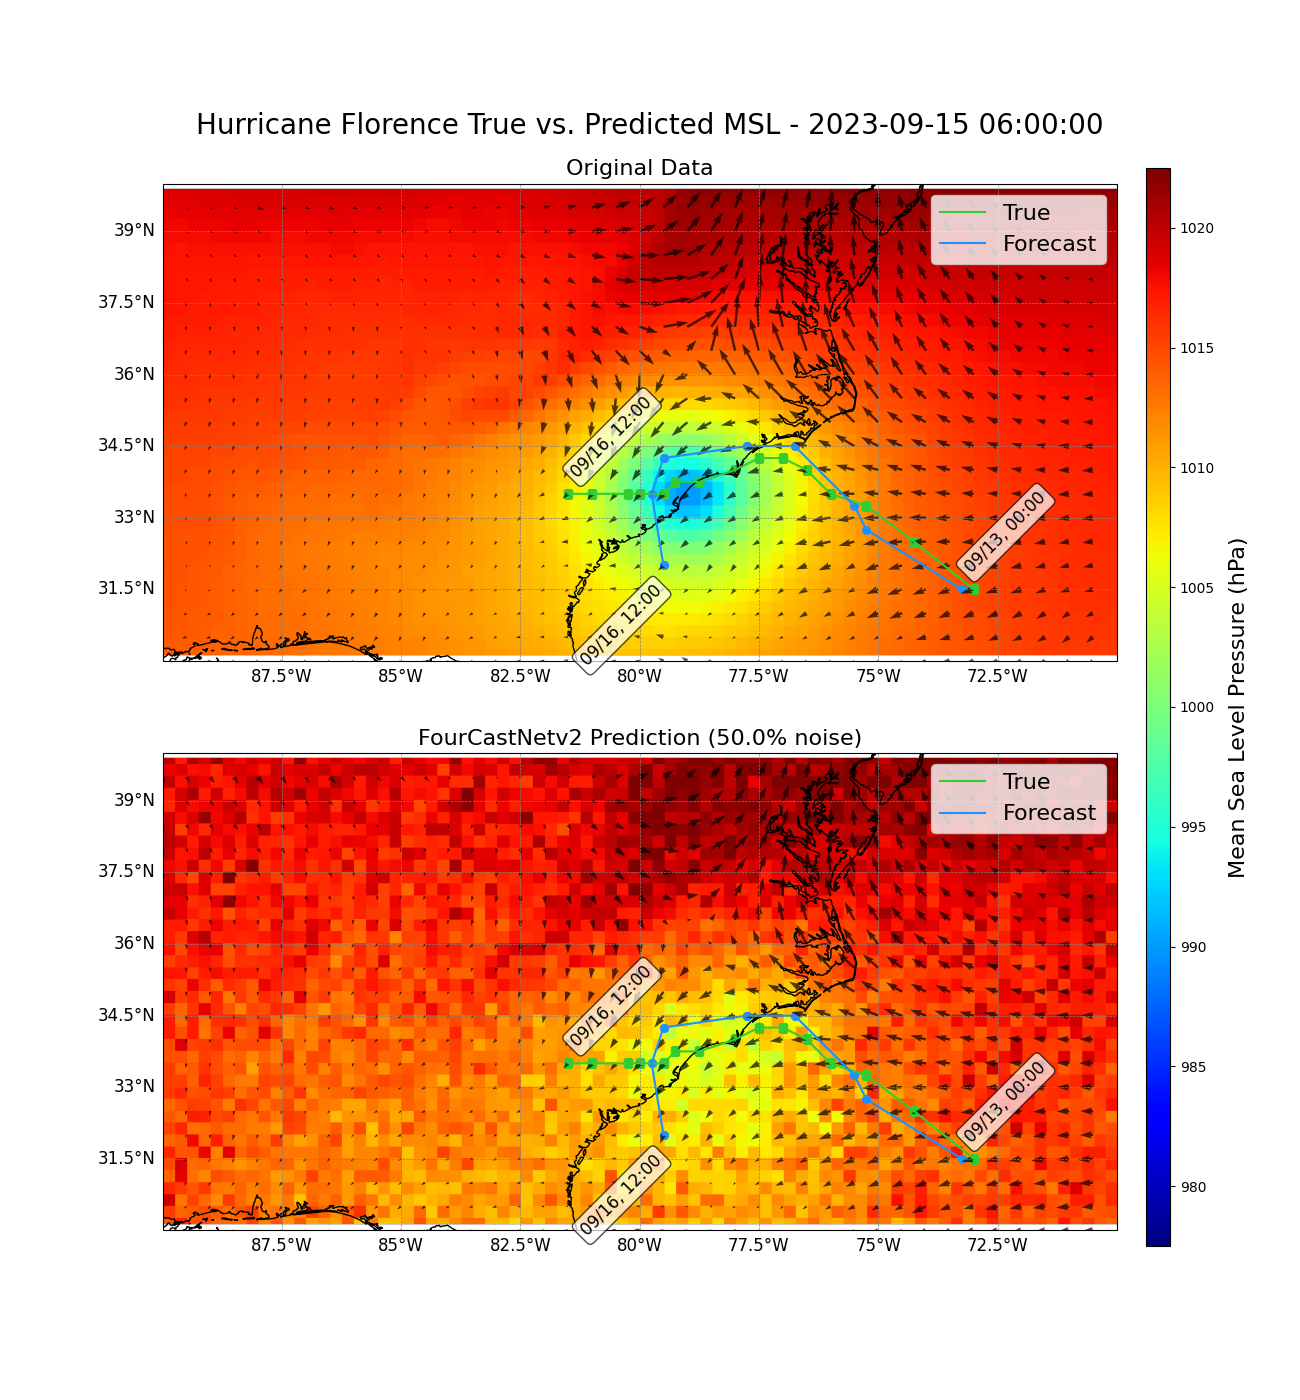 Hurricane Florence True vs. Predicted MSL - 2023-09-15 06:00:00
Original Data
True
Forecast
39°N
37.5°N
36°N
34.5°N
33°N
31.5°N
09/16, 12:00
09/13, 00:00
09/16, 12:00
87.5°W
85°W
82.5°W
80°W
77.5°W
75°W
72.5°W
FourCastNetv2 Prediction (50.0% noise)
True
Forecast
39°N
37.5°N
36°N
34.5°N
33°N
31.5°N
09/16, 12:00
09/13, 00:00
09/16, 12:00
87.5°W
85°W
82.5°W
80°W
77.5°W
75°W
72.5°W
1020
1015
1010
1005
1000
995
990
985
980
Mean Sea Level Pressure (hPa)